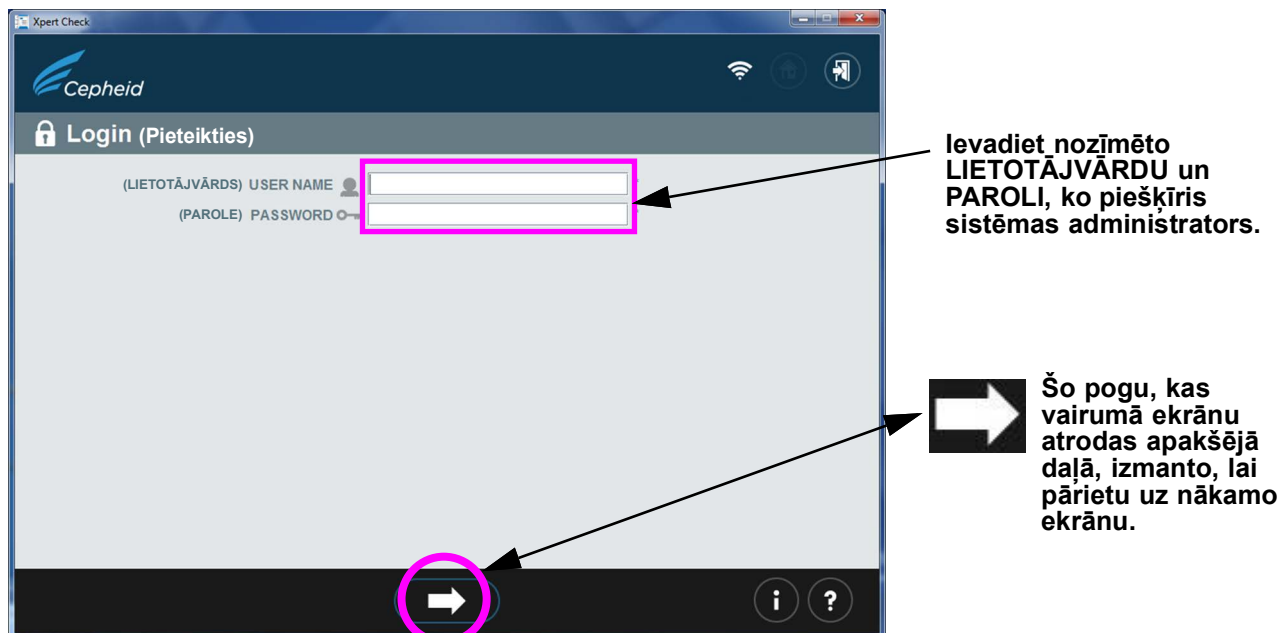 Xpert Check
Cepheid
Login (Pieteikties)
(LIETOTĀJVĀRDS) USER NAME
(PAROLE) PASSWORD
Ievadiet nozīmēto
LIETOTĀJVĀRDU un
PAROLI, ko piešķīris
sistēmas administrators.
Šo pogu, kas
vairumā ekrānu
atrodas apakšējā
daļā, izmanto, lai
pārietu uz nākamo
ekrānu.
i ?